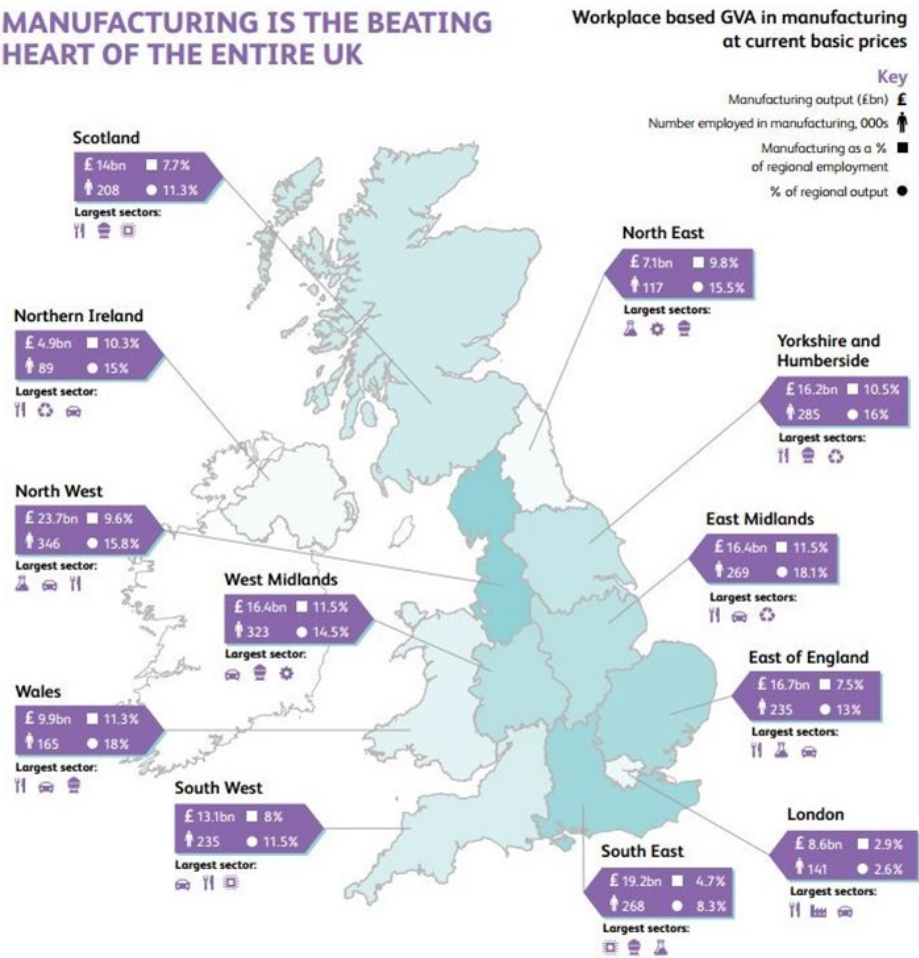 MANUFACTURING IS THE BEATING
HEART OF THE ENTIRE UK
Workplace based GVA in manufacturing
at current basic prices
Key
Manufacturing output (£bn) £
Number employed in manufacturing, 000s
Manufacturing as a %
of regional employment
% of regional output
Scotland
£ 14bn 7.7%
208 11.3%
Largest sectors:
North East
£ 7.1bn 9.8%
117 15.5%
Largest sectors:
Northern Ireland
£ 4.9bn 10.3%
89 15%
Largest sector:
Yorkshire and
Humberside
£ 16.2bn 10.5%
285 16%
Largest sectors:
North West
£ 23.7bn 9.6%
346 15.8%
Largest sector:
East Midlands
£ 16.4bn 11.5%
269 18.1%
Largest sectors:
West Midlands
£ 16.4bn 11.5%
323 14.5%
Largest sector:
East of England
£ 16.7bn 7.5%
235 13%
Largest sectors:
Wales
£ 9.9bn 11.3%
165 18%
Largest sector:
South West
£ 13.1bn 8%
235 11.5%
Largest sector:
London
£ 8.6bn 2.9%
141 2.6%
Largest sectors:
South East
£ 19.2bn 4.7%
268 8.3%
Largest sectors: